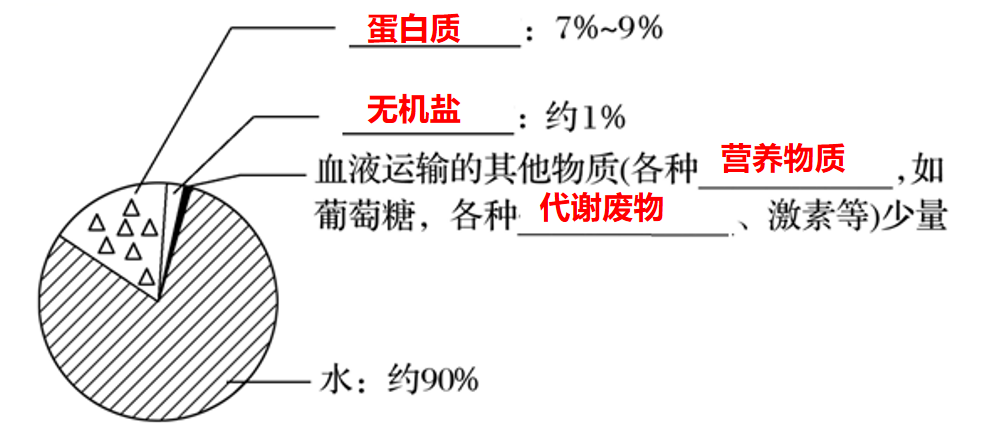 蛋白质：7%~9%
无机盐：约1%
血液运输的其他物质(各种营养物质,如
葡萄糖，各种代谢废物、激素等)少量
水：约90%